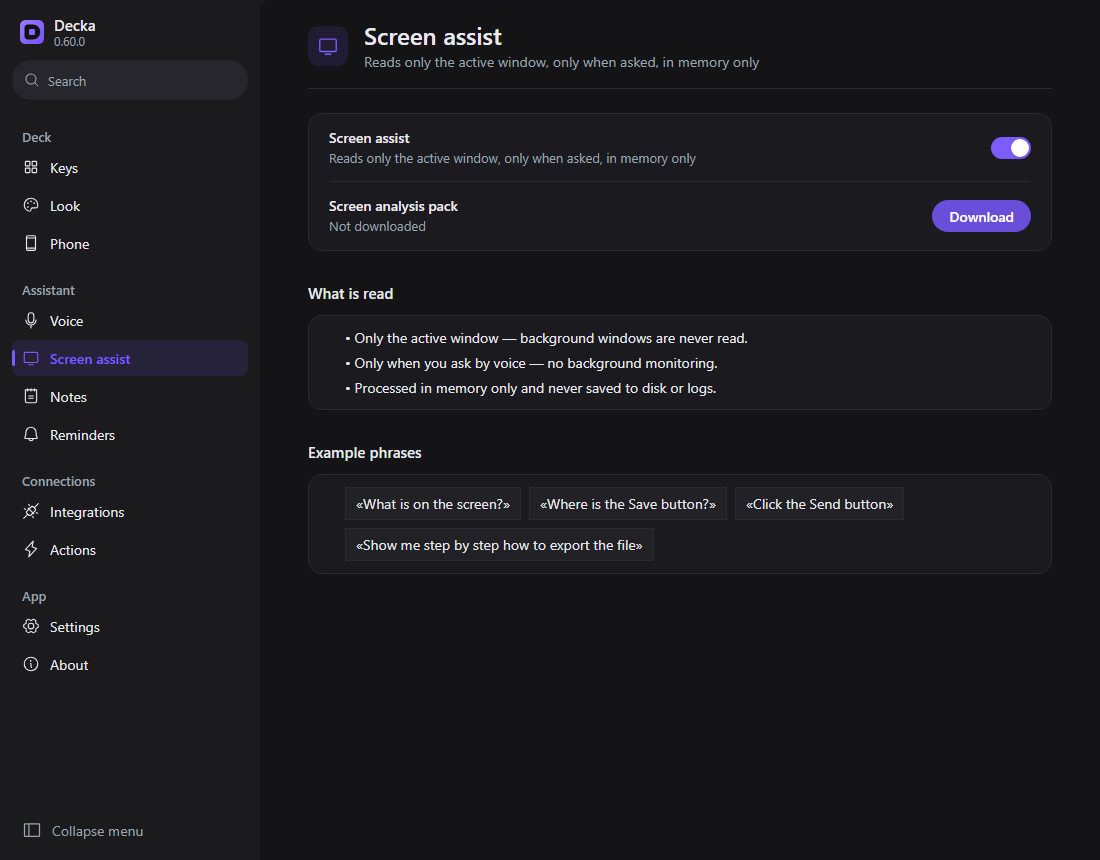 Decka
0.60.0
Search
Deck
Keys
Look
Phone
Assistant
Voice
Screen assist
Notes
Reminders
Connections
Integrations
Actions
App
Settings
About
Collapse menu
Screen assist
Reads only the active window, only when asked, in memory only
Screen assist
Reads only the active window, only when asked, in memory only
Screen analysis pack
Not downloaded
Download
What is read
• Only the active window — background windows are never read.
• Only when you ask by voice — no background monitoring.
• Processed in memory only and never saved to disk or logs.
Example phrases
«What is on the screen?» «Where is the Save button?» «Click the Send button»
«Show me step by step how to export the file»